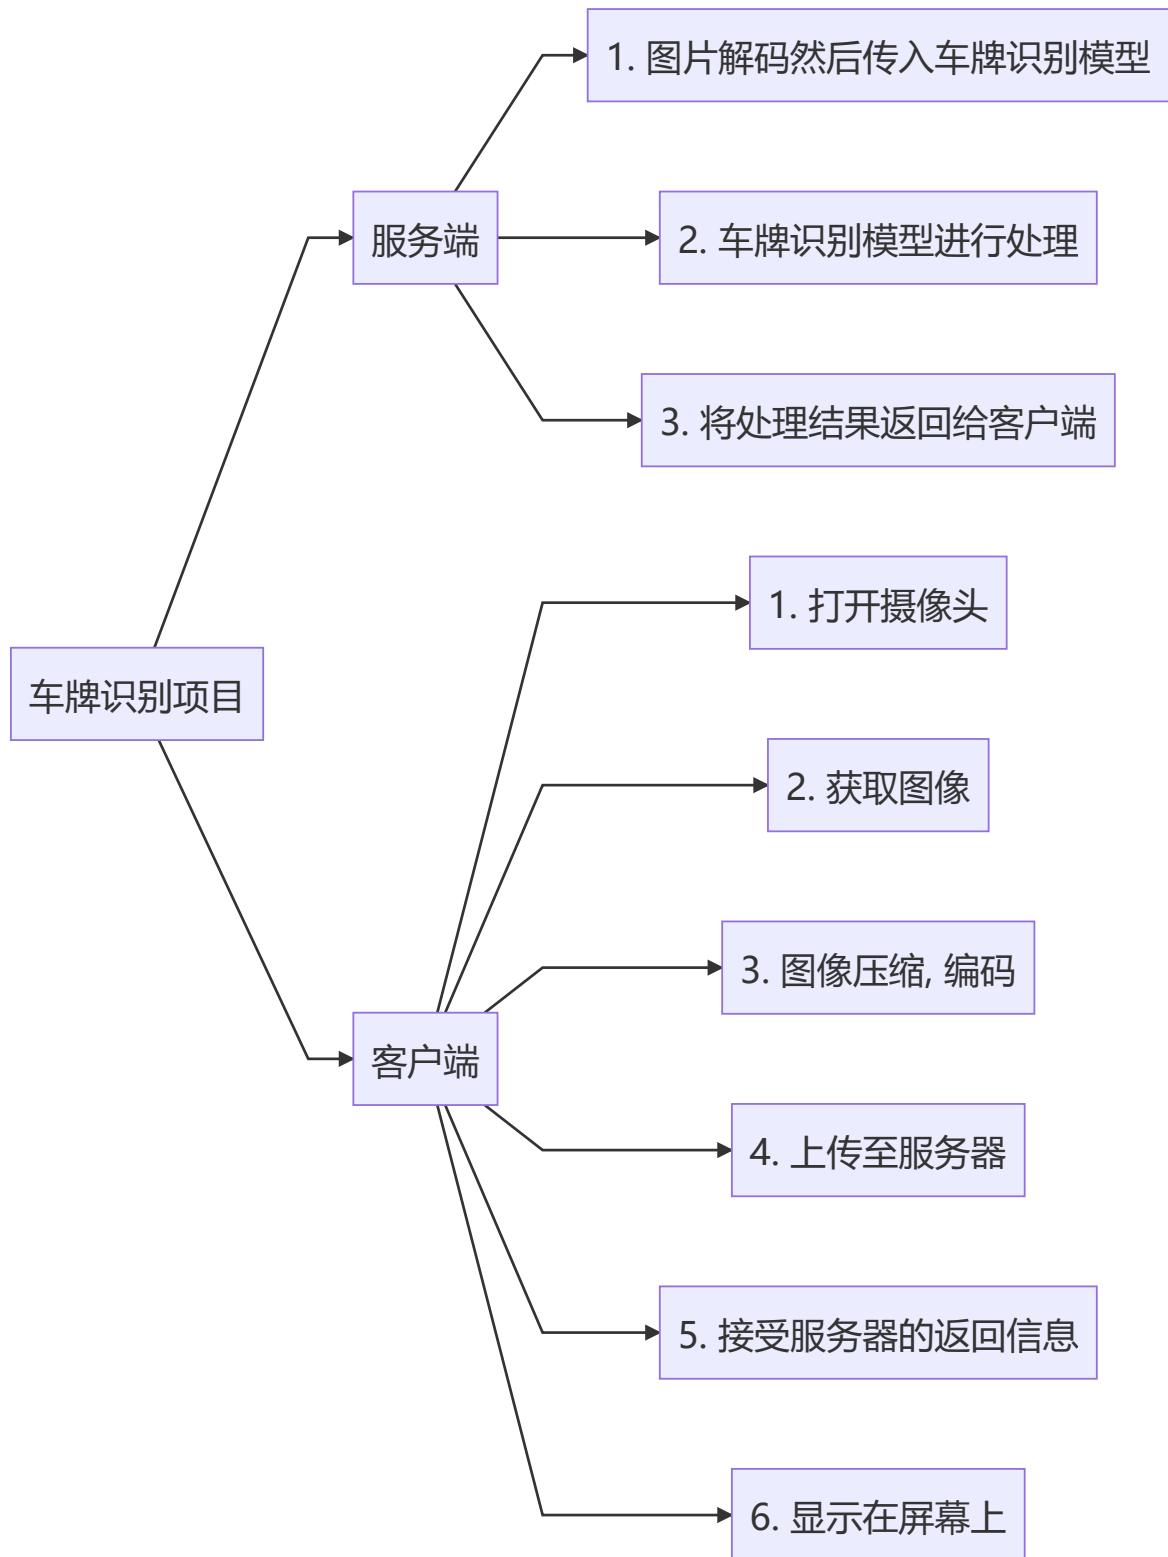 1. 图片解码然后传入车牌识别模型
服务端
2. 车牌识别模型进行处理
3. 将处理结果返回给客户端
车牌识别项目
1. 打开摄像头
2. 获取图像
3. 图像压缩, 编码
客户端
4. 上传至服务器
5. 接受服务器的返回信息
6. 显示在屏幕上